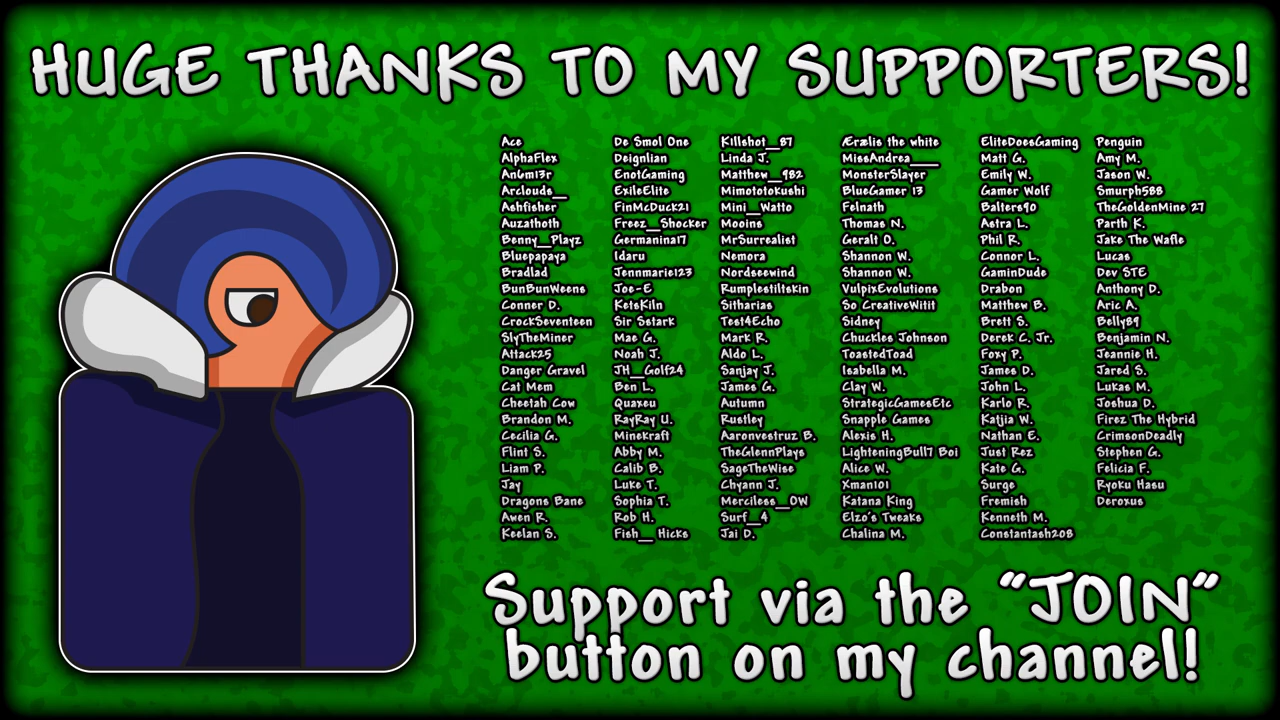 HUGE THANKS TO MY SUPPORTERS!
Ace
AlphaFlex
An6m13r
Arclouds__
Ashfisher
Auzathoth
Benny__Playz
Bluepapaya
Bradlad
BunBunWeens
Conner D.
CrockSeventeen
SlyTheMiner
Attack25
Danger Gravel
Cat Mem
Cheetah Cow
Brandon M.
Cecilia G.
Flint S.
Liam P.
Jay
Dragons Bane
Awen R.
Keelan S.
De Smol One
Deignlian
EnotGaming
ExileElite
FinMcDuck21
Freez__Shocker
Germanina17
Idaru
Jennmarie123
Joe-E
KetsKiln
Sir Sstark
Mae G.
Noah J.
JH__Golf24
Ben L.
Quaxeu
RayRay U.
Minekraft
Abby M.
Calib B.
Luke T.
Sophia T.
Rob H.
Fish__ Hicks
K1llshot__87
Linda J.
Matthew__982
Mimototokushi
Mini__Watto
Mooins
MrSurrealist
Nemora
Nordseewind
Rumplestiltskin
Sitharias
Test4Echo
Mark R.
Aldo L.
Sanjay J.
James G.
Autumn
Rustley
Aaronvestruz B.
TheGlennPlays
SageTheWise
Chyann J.
Merciless__OW
Surf__4
Jai D.
Ærælis the white
MissAndrea____
MonsterSlayer
BlueGamer 13
Felnath
Thomas N.
Geralt O.
Shannon W.
Shannon W.
VulpixEvolutions
So CreativeWitit
Sidney
Chuckles Johnson
ToastedToad
Isabella M.
Clay W.
StrategicGamesEtc
Snapple Games
Alexis H.
LighteningBull7 Boi
Alice W.
Xman101
Katana King
Elzo's Tweaks
Chalina M.
EliteDoesGaming
Matt G.
Emily W.
Gamer Wolf
Balters90
Astra L.
Phil R.
Connor L.
GaminDude
Drabon
Matthew B.
Brett S.
Derek C. Jr.
Foxy P.
James D.
John L.
Karlo R.
Katjia W.
Nathan E.
Just Rez
Kate G.
Surge
Fremish
Kenneth M.
Constantash208
Penguin
Amy M.
Jason W.
Smurph588
TheGoldenMine 27
Parth K.
Jake The Wafle
Lucas
Dev STE
Anthony D.
Aric A.
Belly89
Benjamin N.
Jeannie H.
Jared S.
Lukas M.
Joshua D.
Firez The Hybrid
CrimsonDeadly
Stephen G.
Felicia F.
Ryoku Hasu
Deroxus
Support via the "JOIN"
button on my channel!